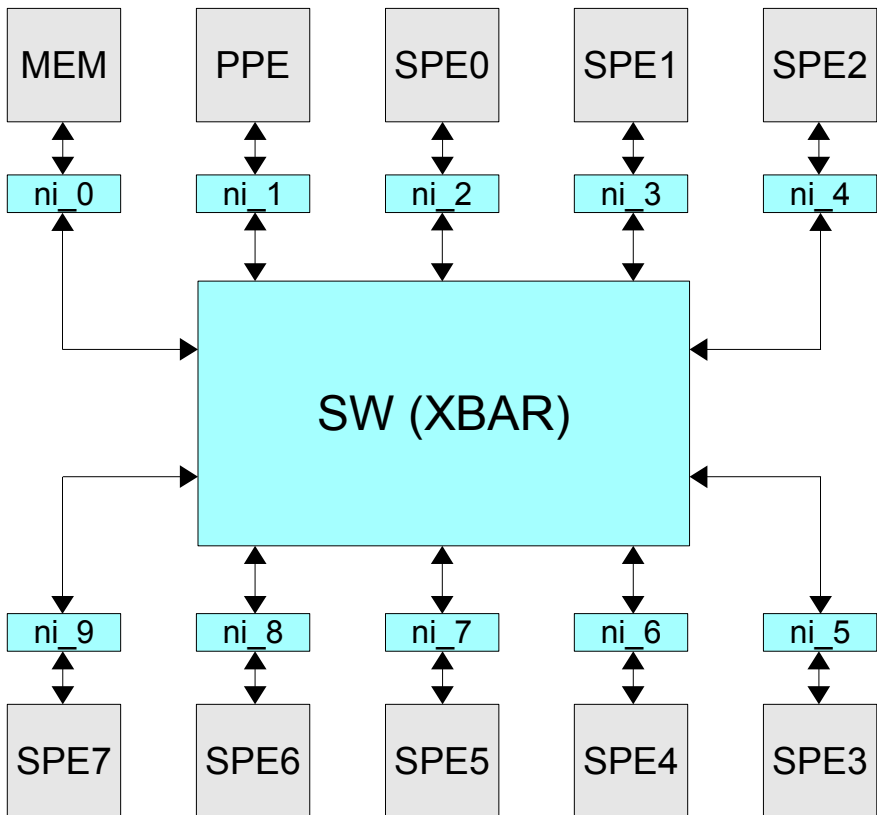 MEM PPE SPE0 SPE1 SPE2
ni_0 ni_1 ni_2 ni_3 ni_4
SW (XBAR)
ni_9 ni_8 ni_7 ni_6 ni_5
SPE7 SPE6 SPE5 SPE4 SPE3